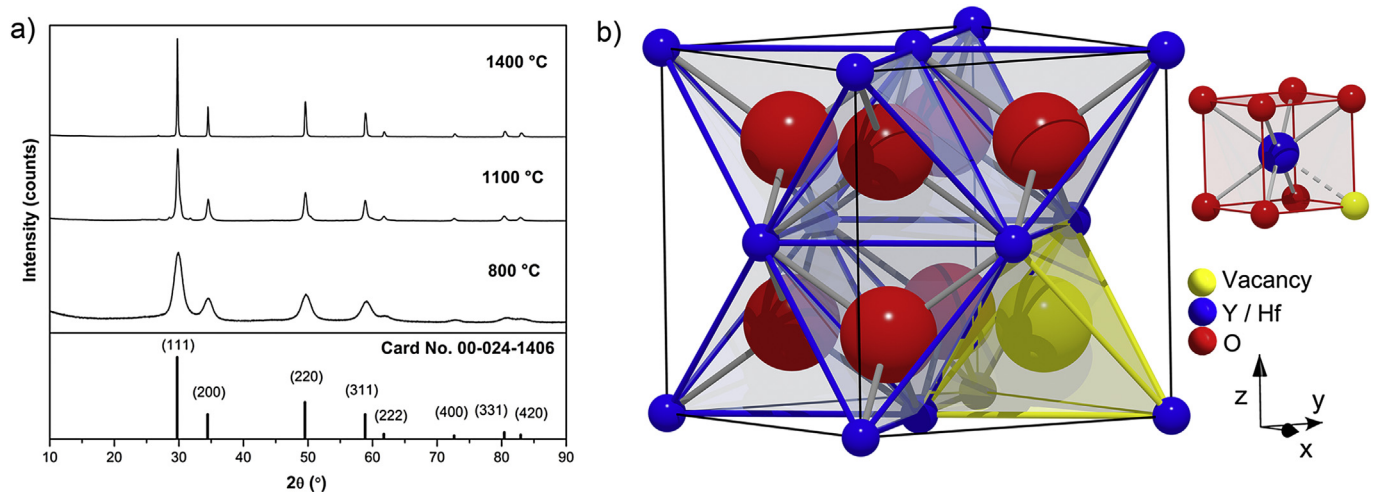 a)
Intensity (counts)
1400 °C
1100 °C
800 °C
Card No. 00-024-1406
(111)
(200)
(220)
(311)
(222)
(400)
(331)
(420)
10 20 30 40 50 60 70 80 90
2θ (°)
b)
Vacancy
Y / Hf
O
z
y
x